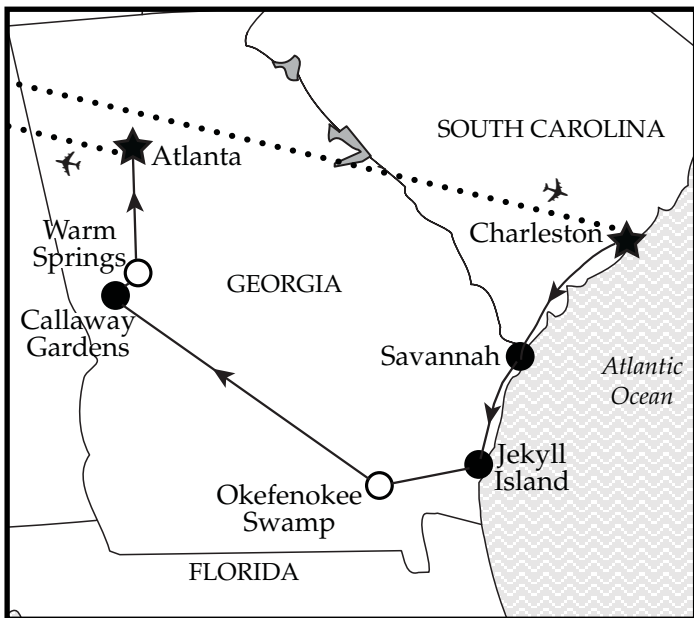 SOUTH CAROLINA
Atlanta
Warm
Springs
Charleston
GEORGIA
Callaway
Gardens
Savannah
Atlantic
Ocean
Jekyll
Island
Okefenokee
Swamp
FLORIDA